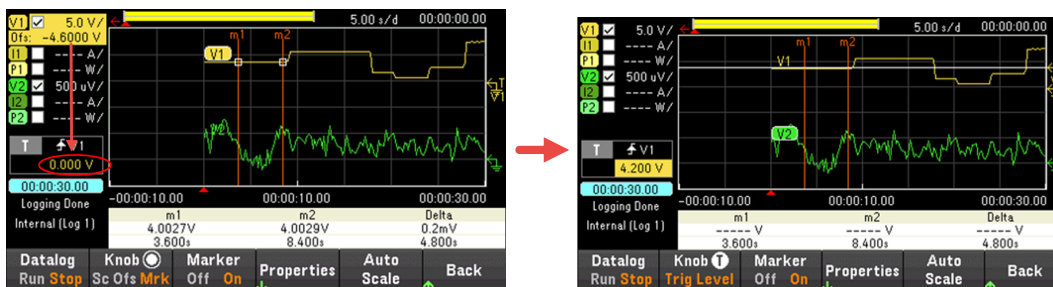 V1 5.0 V/ 5.00 s/d 00:00:00.00
Ofs: -4.6000 V
I1 ---- A/
P1 ---- W/
V2 500 uV/
I2 ---- A/
P2 ---- W/
m1 m2
V1
V2
T
V1
T V1
0.000 V
00:00:30.00
Logging Done
Internal (Log 1)
-00:00:10.00 00:00:10.00 00:00:30.00
m1 m2 Delta
4.0027V 4.0029V 0.2mV
3.600s 8.400s 4.800s
Datalog Knob Marker Properties Auto Back
Run Stop Sc Ofs Mrk Off On Scale
V1 5.0 V/ 5.00 s/d 00:00:00.00
I1 ---- A/
P1 ---- W/
V2 500 uV/
I2 ---- A/
P2 ---- W/
m1 m2
V1
V2
T V1
4.200 V
00:00:30.00
Logging Done
Internal (Log 1)
-00:00:10.00 00:00:10.00 00:00:30.00
m1 m2 Delta
----- V ----- V ----- V
3.600s 8.400s 4.800s
Datalog Knob T Marker Properties Auto Back
Run Stop Trig Level Off On Scale